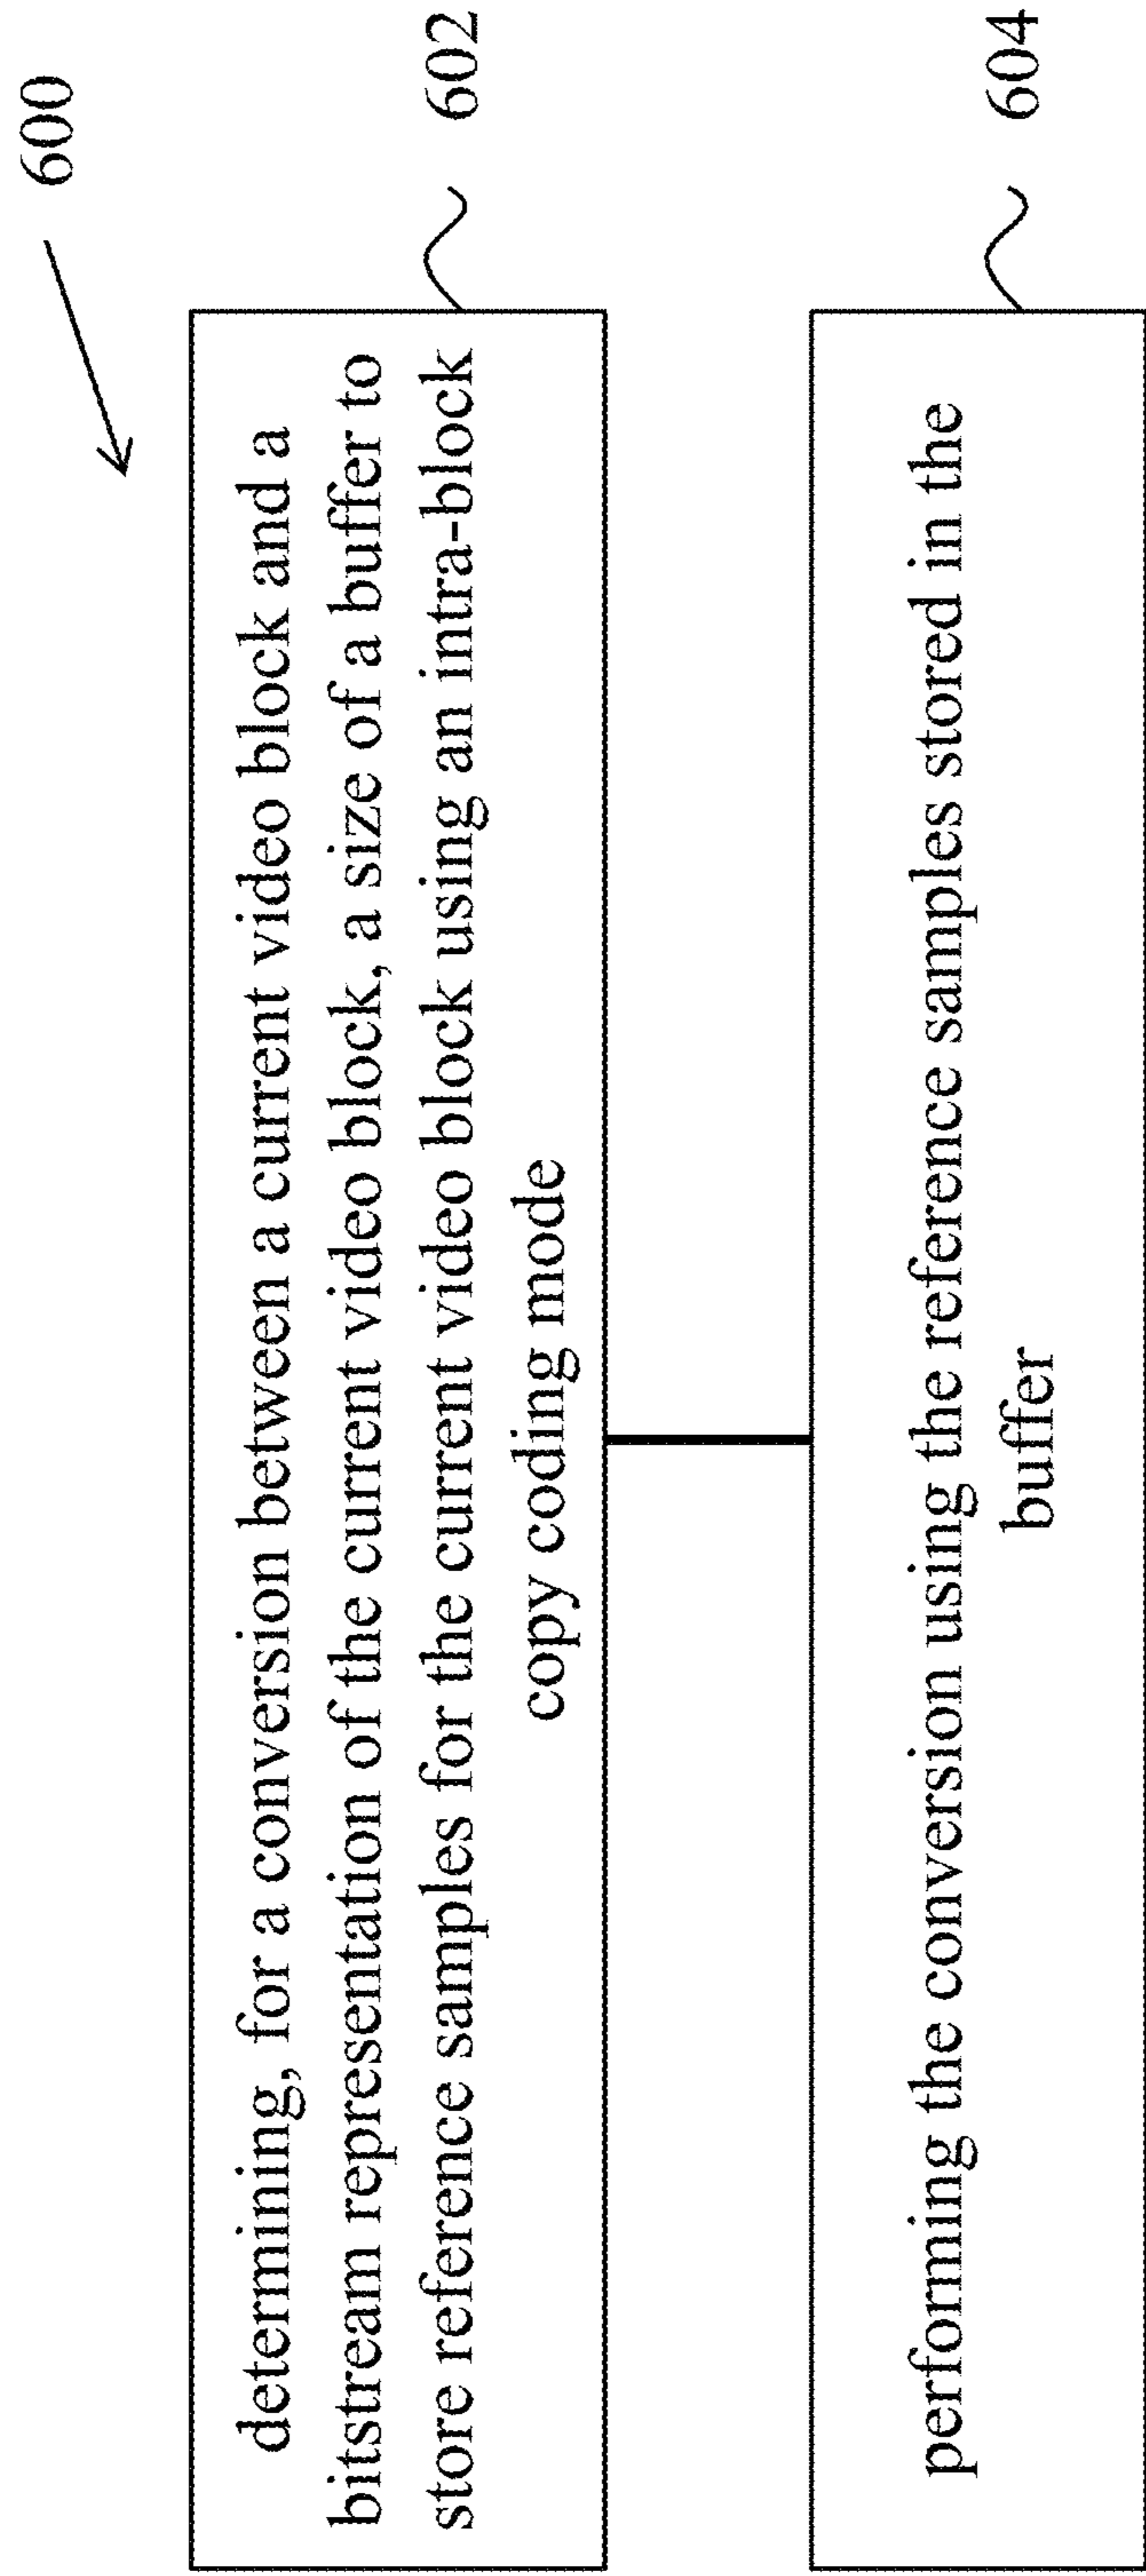 600
determining, for a conversion between a current video block and a
bitstream representation of the current video block, a size of a buffer to
store reference samples for the current video block using an intra-block
copy coding mode
602
performing the conversion using the reference samples stored in the
buffer
604